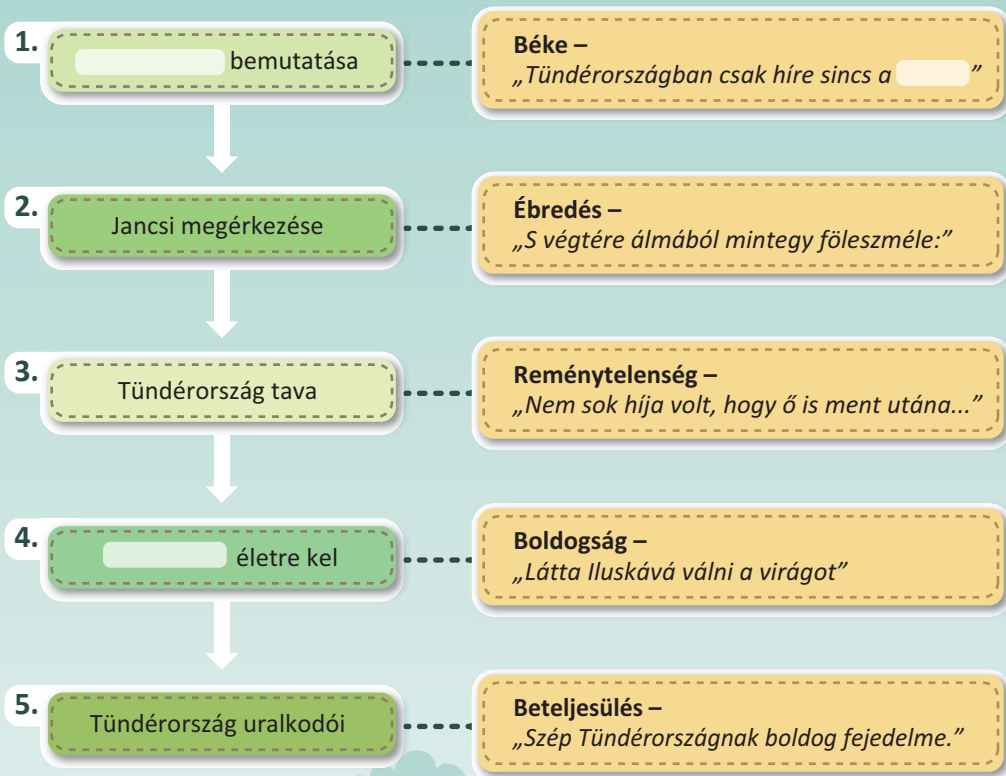 1.
bemutatása
Béke –
„Tündérországban csak híre sincs a ”
2.
Jancsi megérkezése
Ébredés –
„S végtére álmából mintegy föleszméle:”
3.
Tündérország tava
Reménytelenség –
„Nem sok híja volt, hogy ő is ment utána...”
4.
életre kel
Boldogság –
„Látta Iluskává válni a virágot”
5.
Tündérország uralkodói
Beteljesülés –
„Szép Tündérországnak boldog fejedelme.”